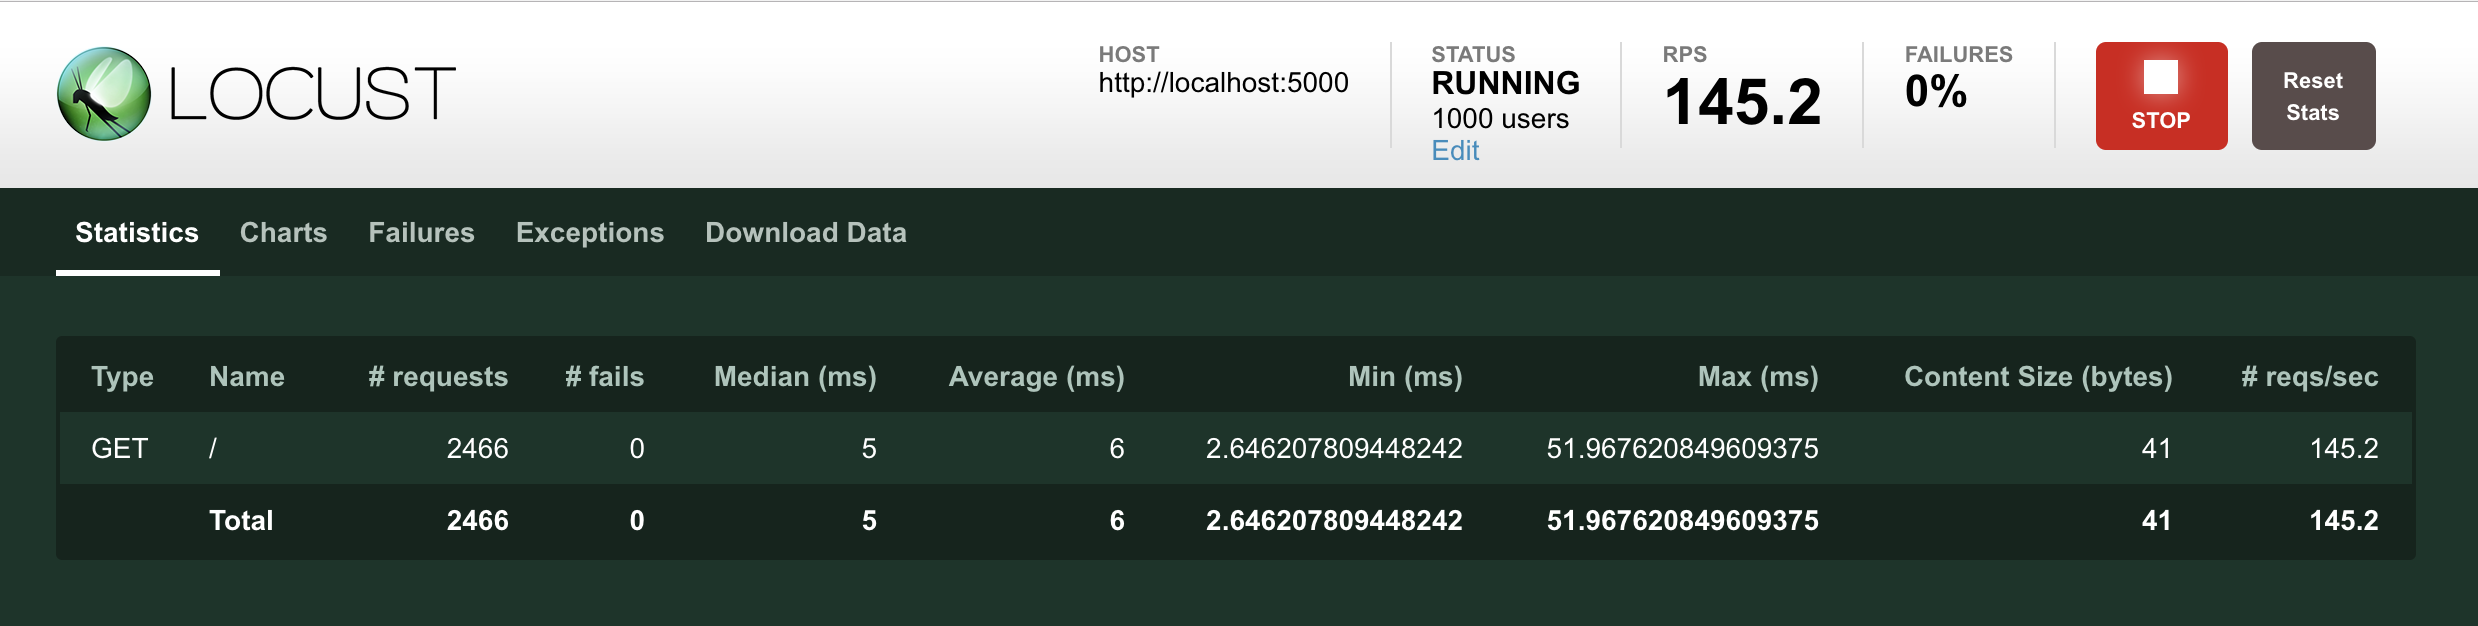 LOCUST
HOST
http://localhost:5000
STATUS
RUNNING
1000 users
Edit
RPS
145.2
FAILURES
0%
STOP
Reset
Stats
Statistics Charts Failures Exceptions Download Data
Type Name # requests # fails Median (ms) Average (ms) Min (ms) Max (ms) Content Size (bytes) # reqs/sec
GET / 2466 0 5 6 2.646207809448242 51.967620849609375 41 145.2
Total 2466 0 5 6 2.646207809448242 51.967620849609375 41 145.2